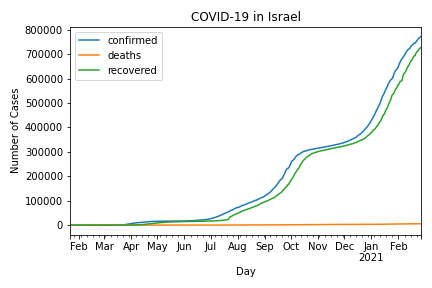 COVID-19 in Israel
confirmed
deaths
recovered
800000
700000
600000
500000
400000
300000
200000
100000
0
Number of Cases
Feb Mar Apr May Jun Jul Aug Sep Oct Nov Dec Jan Feb
2021
Day